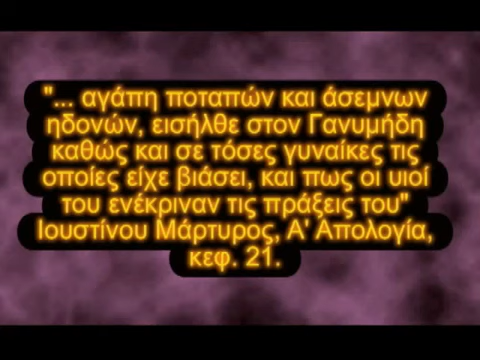 "... αγάπη ποταπών και άσεμνων
ηδονών, εισήλθε στον Γανυμήδη
καθώς και σε τόσες γυναίκες τις
οποίες είχε βιάσει, και πως οι υιοί
του ενέκριναν τις πράξεις του"
Ιουστίνου Μάρτυρος, Α' Απολογία,
κεφ. 21.